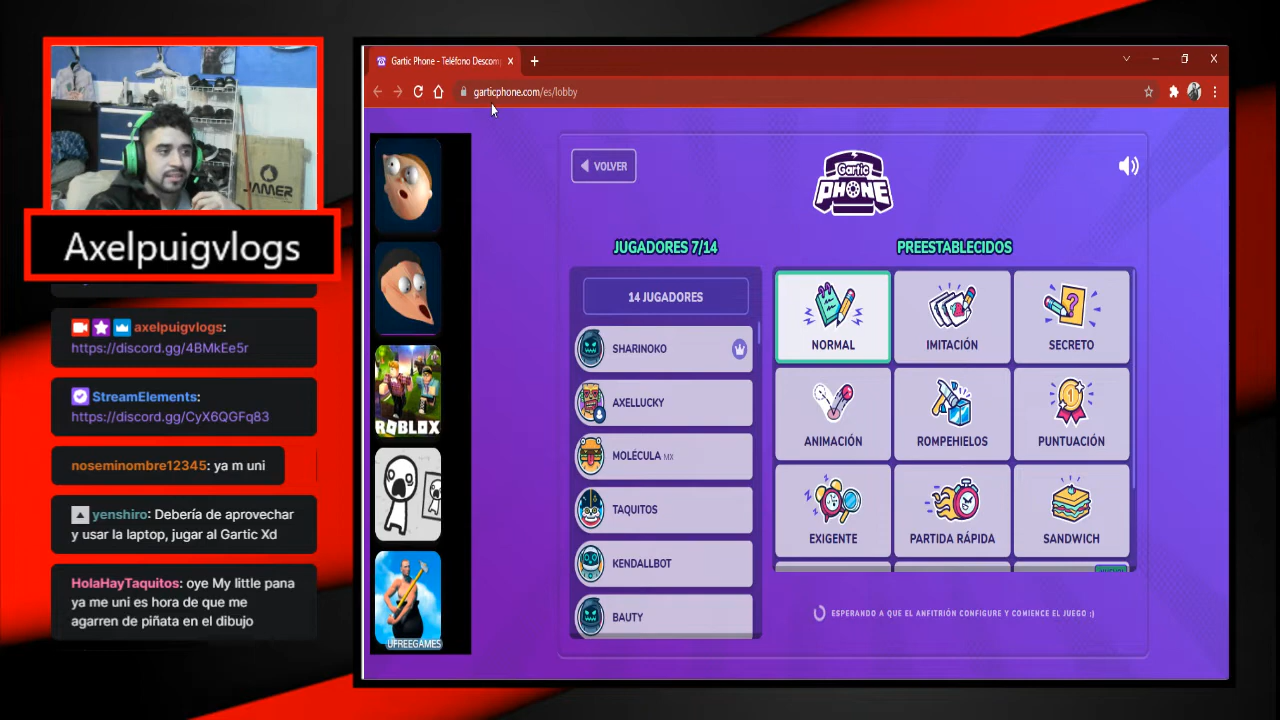 JAMER
Axelpuigvlogs
axelpuigvlogs:
https://discord.gg/4BMkEe5r
StreamElements:
https://discord.gg/CyX6QGFq83
noseminombre12345: ya m uni
yenshiro: Debería de aprovechar
y usar la laptop, jugar al Gartic Xd
HolaHayTaquitos: oye My little pana
ya me uni es hora de que me
agarren de piñata en el dibujo
Gartic Phone - Teléfono Descom
garticphone.com/es/lobby
ROBLOX
UFREEGAMES
VOLVER
Gartic
PHONE
JUGADORES 7/14
14 JUGADORES
SHARINOKO
AXELLUCKY
MOLÉCULA MX
TAQUITOS
KENDALLBOT
BAUTY
PREESTABLECIDOS
NORMAL
IMITACIÓN
SECRETO
ANIMACIÓN
ROMPEHIELOS
PUNTUACIÓN
EXIGENTE
PARTIDA RÁPIDA
SANDWICH
ESPERANDO A QUE EL ANFITRIÓN CONFIGURE Y COMIENCE EL JUEGO ;)